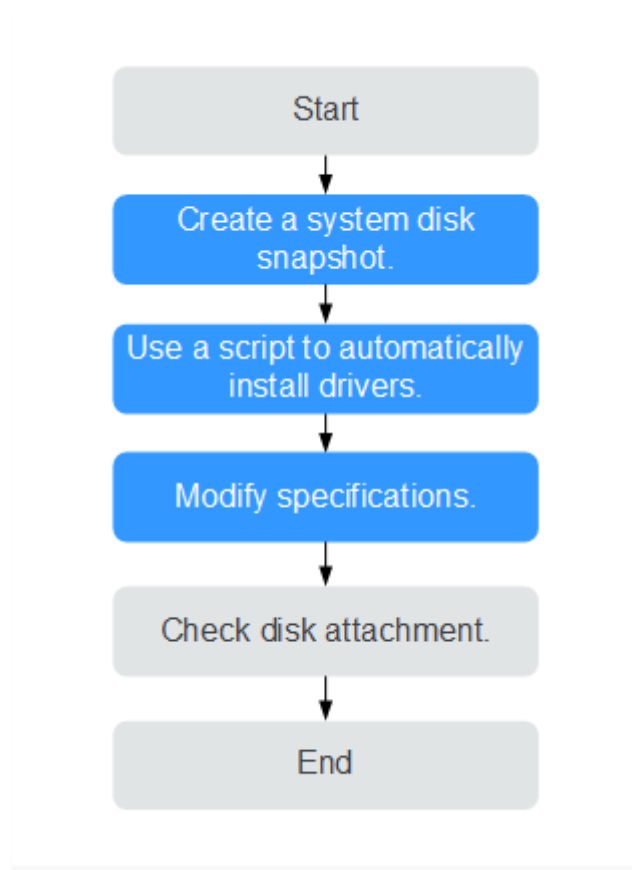 Start
Create a system disk
snapshot.
Use a script to automatically
install drivers.
Modify specifications.
Check disk attachment.
End